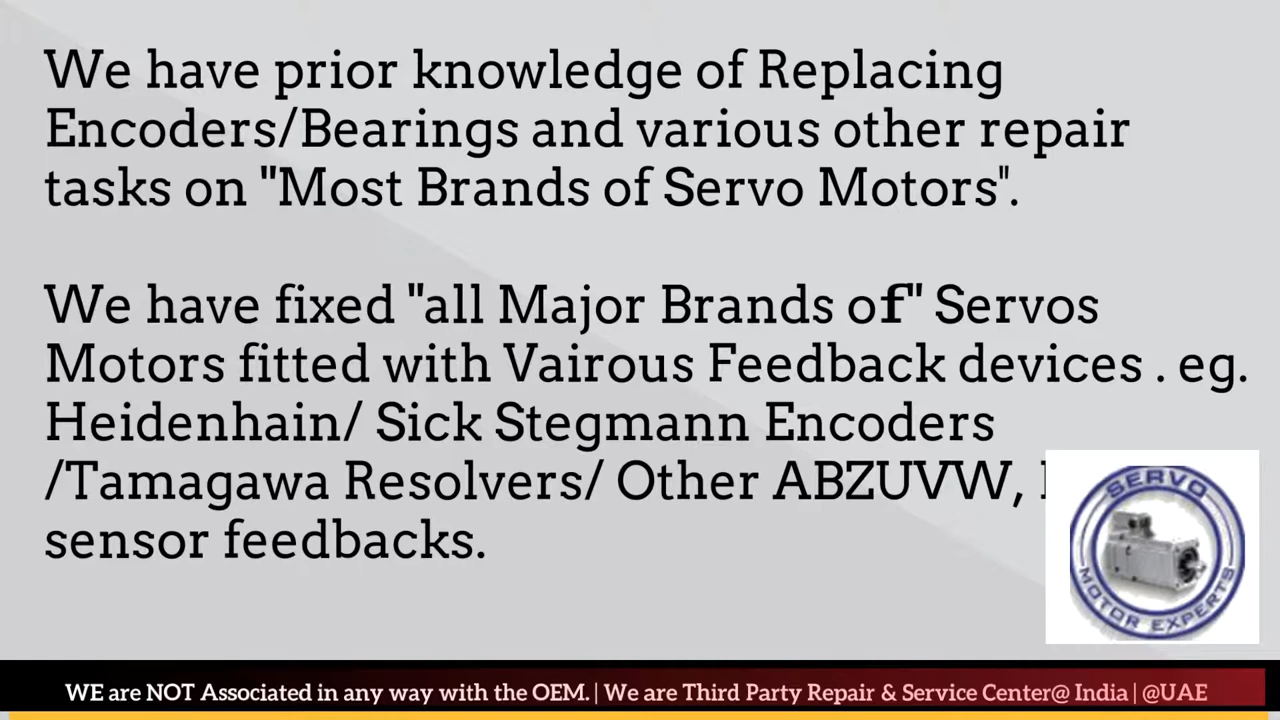 We have prior knowledge of Replacing
Encoders/Bearings and various other repair
tasks on "Most Brands of Servo Motors".
We have fixed "all Major Brands of" Servos
Motors fitted with Vairous Feedback devices . eg.
Heidenhain/ Sick Stegmann Encoders
/Tamagawa Resolvers/ Other ABZUVW,
sensor feedbacks.
SERVO
MOTOR EXPERTS
WE are NOT Associated in any way with the OEM. | We are Third Party Repair & Service Center@ India | @UAE